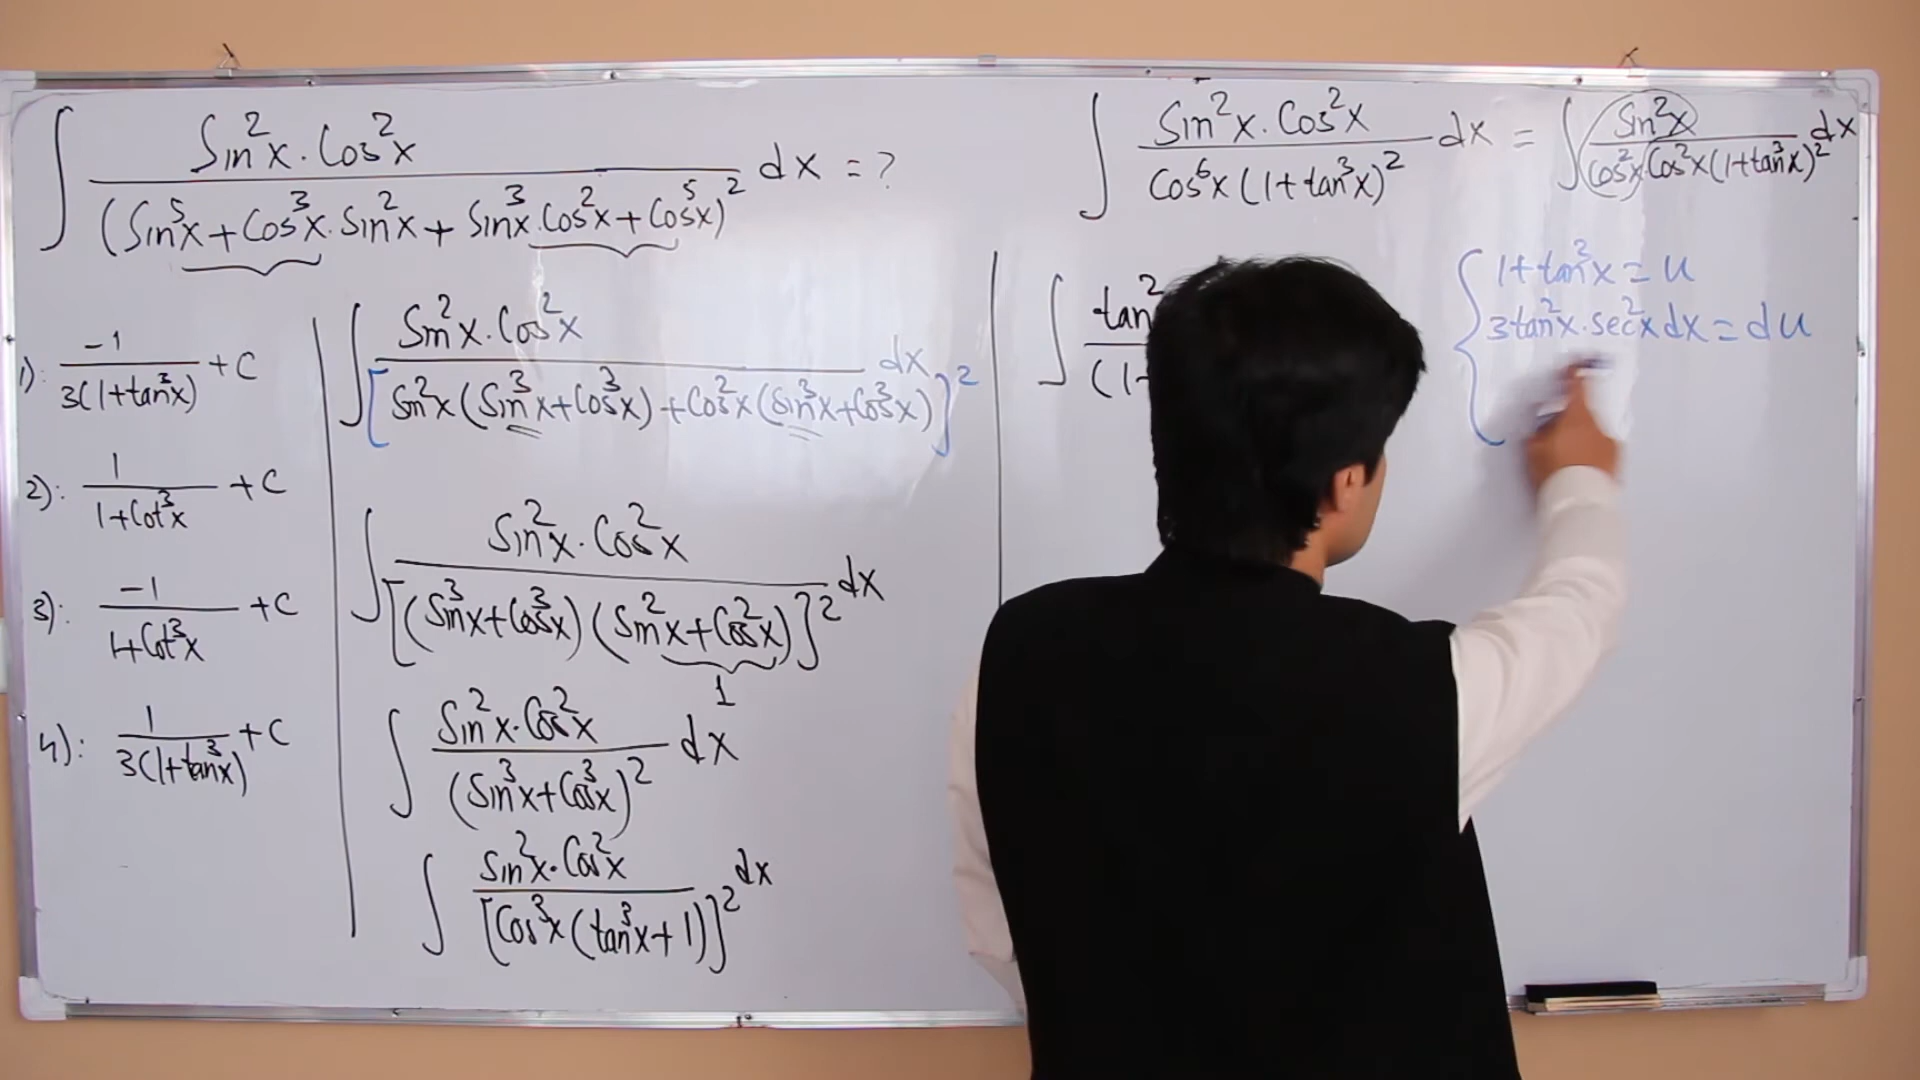 ∫ Sin²x·Cos²x / (Sin⁵x+Cos³x·Sin²x+Sin³x·Cos²x+Cos⁵x)² dx = ?
1): -1 / 3(1+tan³x) + C
2): 1 / 1+Cot³x + C
3): -1 / 1+Cot³x + C
4): 1 / 3(1+tan³x) + C
∫ Sin²x·Cos²x / [Sin²x(Sin³x+Cos³x)+Cos²x(Sin³x+Cos³x)]² dx
∫ Sin²x·Cos²x / [(Sin³x+Cos³x)(Sin²x+Cos²x)]² dx
1
∫ Sin²x·Cos²x / (Sin³x+Cos³x)² dx
∫ Sin²x·Cos²x / [Cos³x(tan³x+1)]² dx
∫ Sin²x·Cos²x / Cos⁶x(1+tan³x)² dx = ∫ Sin²x / Cos²x·Cos²x(1+tan³x)² dx
∫ tan² / (1+
1+tan³x = u
3tan²x·sec²x dx = du